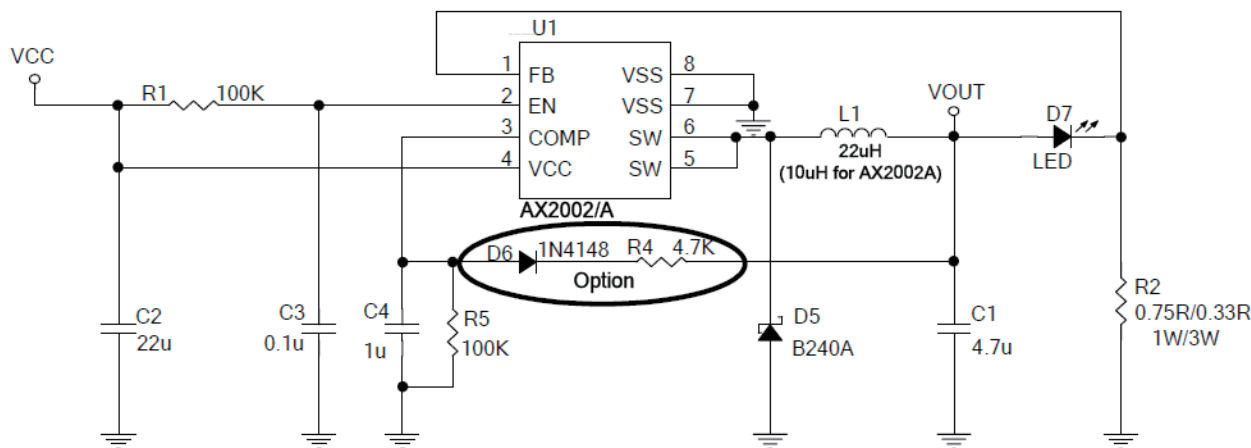 U1
VCC
R1 100K
1 FB VSS 8
2 EN VSS 7
3 COMP SW 6
4 VCC SW 5
AX2002/A
L1
22uH
(10uH for AX2002A)
VOUT
D7
LED
D6 1N4148 R4 4.7K
Option
C2
22u
C3
0.1u
C4
1u
R5
100K
D5
B240A
C1
4.7u
R2
0.75R/0.33R
1W/3W